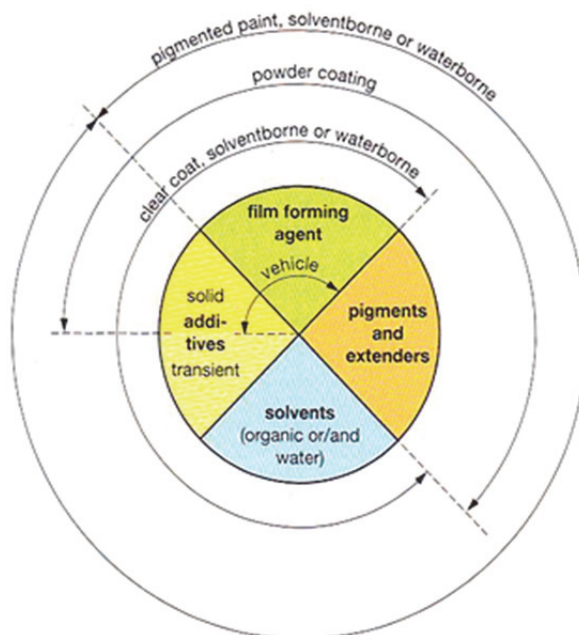 pigmented paint, solventborne or waterborne
powder coating
clear coat, solventborne or waterborne
film forming
agent
vehicle
solid
addi-
tives
transient
pigments
and
extenders
solvents
(organic or/and
water)